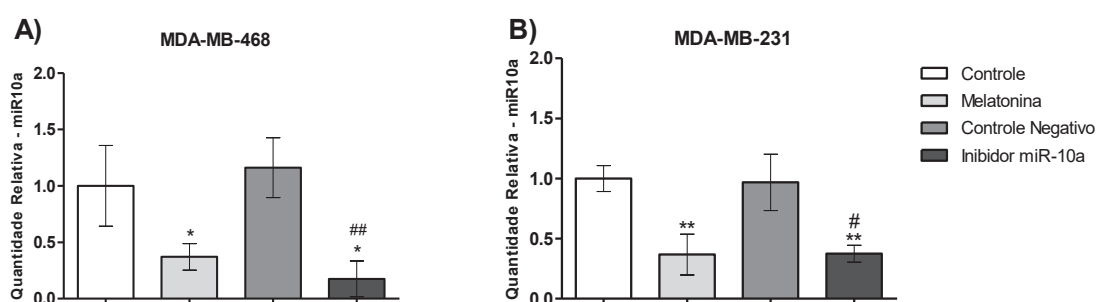 A)
MDA-MB-468
Quantidade Relativa - miR10a
2.0
1.5
1.0
0.5
0.0
*
##
*
B)
MDA-MB-231
Quantidade Relativa - miR10a
2.0
1.5
1.0
0.5
0.0
**
#
**
Controle
Melatonina
Controle Negativo
Inibidor miR-10a